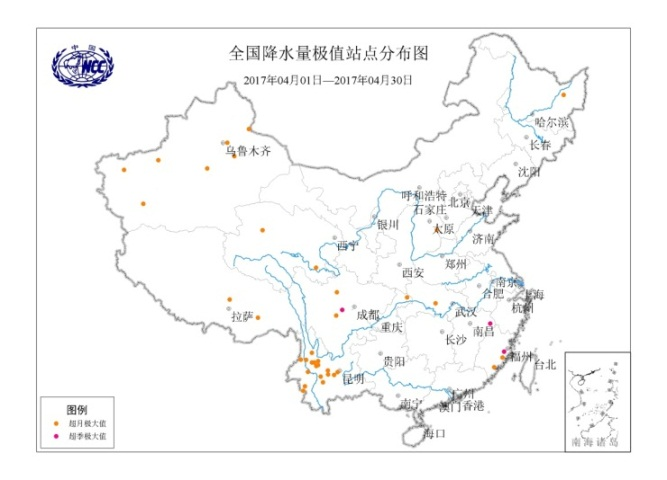 中国
NCC
全国降水量极值站点分布图
2017年04月01日—2017年04月30日
哈尔滨
长春
乌鲁木齐
沈阳
呼和浩特
北京
天津
石家庄
银川
太原
济南
西宁
郑州
西安
南京
合肥
上海
杭州
拉萨
成都
武汉
重庆
南昌
长沙
福州
贵阳
台北
昆明
广州
南宁
澳门
香港
海口
图例
超月极大值
超季极大值
南海诸岛